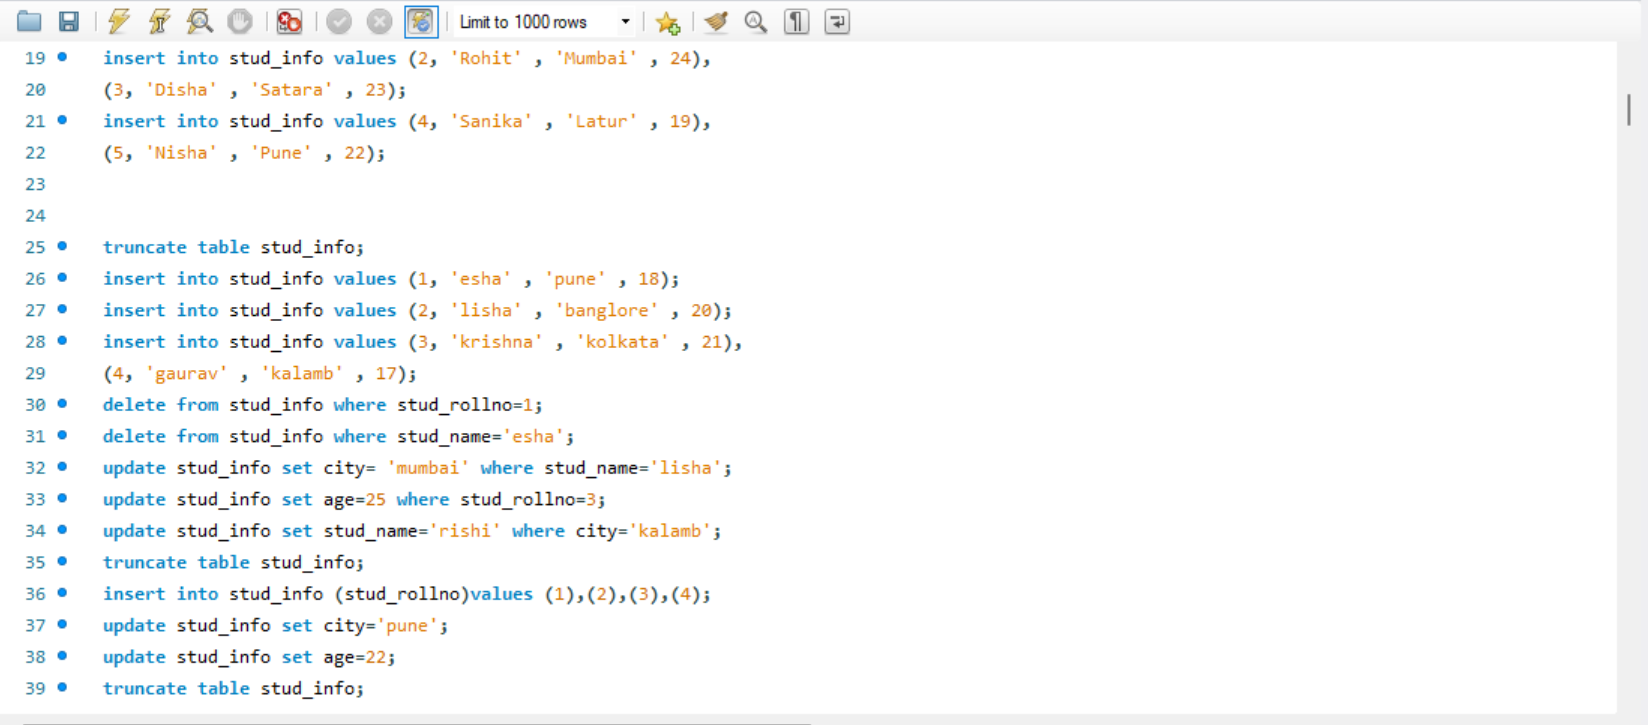 Limit to 1000 rows
19 insert into stud_info values (2, 'Rohit' , 'Mumbai' , 24),
20 (3, 'Disha' , 'Satara' , 23);
21 insert into stud_info values (4, 'Sanika' , 'Latur' , 19),
22 (5, 'Nisha' , 'Pune' , 22);
23
24
25 truncate table stud_info;
26 insert into stud_info values (1, 'esha' , 'pune' , 18);
27 insert into stud_info values (2, 'lisha' , 'banglore' , 20);
28 insert into stud_info values (3, 'krishna' , 'kolkata' , 21),
29 (4, 'gaurav' , 'kalamb' , 17);
30 delete from stud_info where stud_rollno=1;
31 delete from stud_info where stud_name='esha';
32 update stud_info set city= 'mumbai' where stud_name='lisha';
33 update stud_info set age=25 where stud_rollno=3;
34 update stud_info set stud_name='rishi' where city='kalamb';
35 truncate table stud_info;
36 insert into stud_info (stud_rollno)values (1),(2),(3),(4);
37 update stud_info set city='pune';
38 update stud_info set age=22;
39 truncate table stud_info;